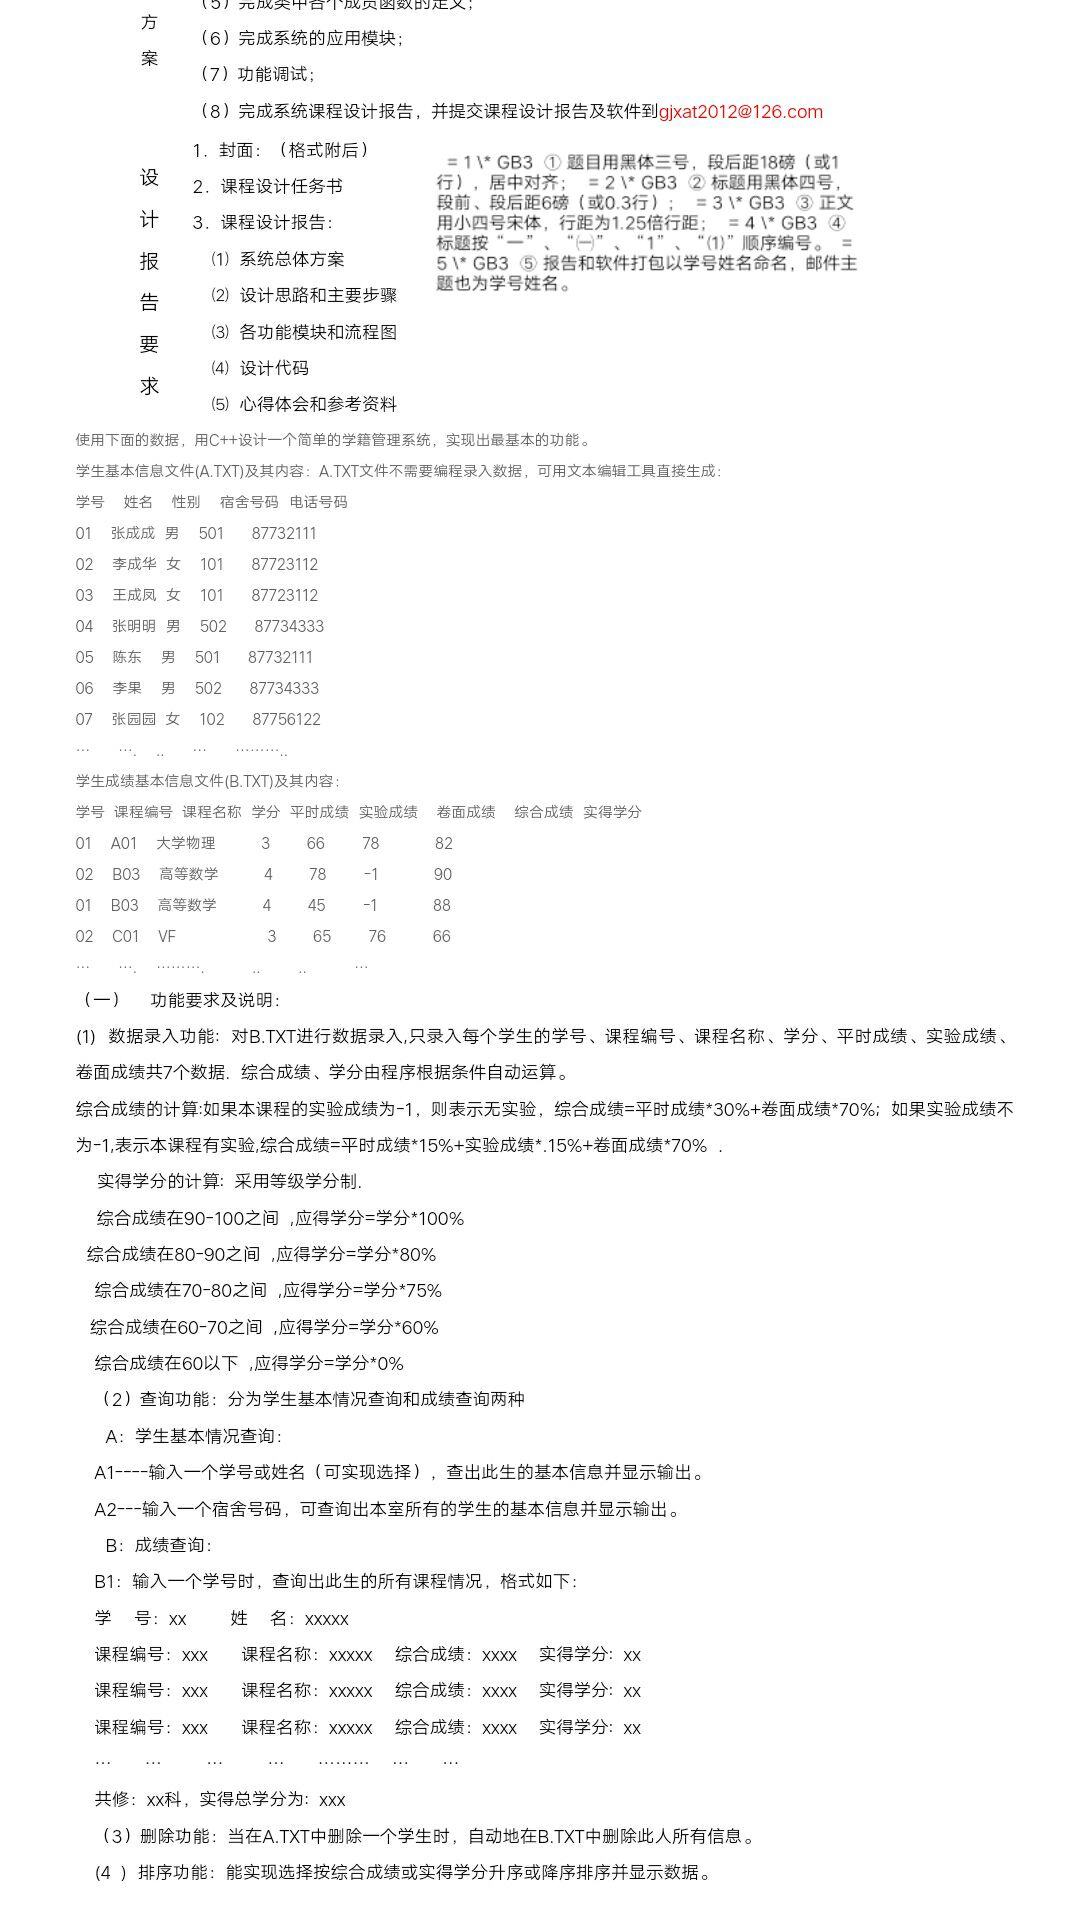 （5）完成类中各个成员函数的定义；
方
（6）完成系统的应用模块；
案
（7）功能调试；
（8）完成系统课程设计报告，并提交课程设计报告及软件到gjxat2012@126.com
设
计
报
告
要
求
1．封面：（格式附后）
2．课程设计任务书
3．课程设计报告：
⑴ 系统总体方案
⑵ 设计思路和主要步骤
⑶ 各功能模块和流程图
⑷ 设计代码
⑸ 心得体会和参考资料
= 1 \* GB3 ① 题目用黑体三号，段后距18磅（或1
行），居中对齐； = 2 \* GB3 ② 标题用黑体四号，
段前、段后距6磅（或0.3行）； = 3 \* GB3 ③ 正文
用小四号宋体，行距为1.25倍行距； = 4 \* GB3 ④
标题按“一”、“㈠”、“1”、“⑴”顺序编号。 =
5 \* GB3 ⑤ 报告和软件打包以学号姓名命名，邮件主
题也为学号姓名。
使用下面的数据，用C++设计一个简单的学籍管理系统，实现出最基本的功能。
学生基本信息文件(A.TXT)及其内容：A.TXT文件不需要编程录入数据，可用文本编辑工具直接生成：
学号 姓名 性别 宿舍号码 电话号码
01 张成成 男 501 87732111
02 李成华 女 101 87723112
03 王成凤 女 101 87723112
04 张明明 男 502 87734333
05 陈东 男 501 87732111
06 李果 男 502 87734333
07 张园园 女 102 87756122
… …. .. … ………..
学生成绩基本信息文件(B.TXT)及其内容：
学号 课程编号 课程名称 学分 平时成绩 实验成绩 卷面成绩 综合成绩 实得学分
01 A01 大学物理 3 66 78 82
02 B03 高等数学 4 78 -1 90
01 B03 高等数学 4 45 -1 88
02 C01 VF 3 65 76 66
… …. ………. .. .. …
（一） 功能要求及说明：
(1) 数据录入功能：对B.TXT进行数据录入,只录入每个学生的学号、课程编号、课程名称、学分、平时成绩、实验成绩、
卷面成绩共7个数据．综合成绩、学分由程序根据条件自动运算。
综合成绩的计算:如果本课程的实验成绩为-1，则表示无实验，综合成绩=平时成绩*30%+卷面成绩*70%; 如果实验成绩不
为-1,表示本课程有实验,综合成绩=平时成绩*15%+实验成绩*.15%+卷面成绩*70% .
实得学分的计算：采用等级学分制.
综合成绩在90-100之间 ,应得学分=学分*100%
综合成绩在80-90之间 ,应得学分=学分*80%
综合成绩在70-80之间 ,应得学分=学分*75%
综合成绩在60-70之间 ,应得学分=学分*60%
综合成绩在60以下 ,应得学分=学分*0%
（2）查询功能：分为学生基本情况查询和成绩查询两种
A：学生基本情况查询：
A1----输入一个学号或姓名（可实现选择），查出此生的基本信息并显示输出。
A2---输入一个宿舍号码，可查询出本室所有的学生的基本信息并显示输出。
B：成绩查询：
B1：输入一个学号时，查询出此生的所有课程情况，格式如下：
学 号：xx 姓 名：xxxxx
课程编号：xxx 课程名称：xxxxx 综合成绩：xxxx 实得学分: xx
课程编号：xxx 课程名称：xxxxx 综合成绩：xxxx 实得学分: xx
课程编号：xxx 课程名称：xxxxx 综合成绩：xxxx 实得学分: xx
… … … … ……… … …
共修：xx科，实得总学分为: xxx
（3）删除功能：当在A.TXT中删除一个学生时，自动地在B.TXT中删除此人所有信息。
(4 ）排序功能：能实现选择按综合成绩或实得学分升序或降序排序并显示数据。